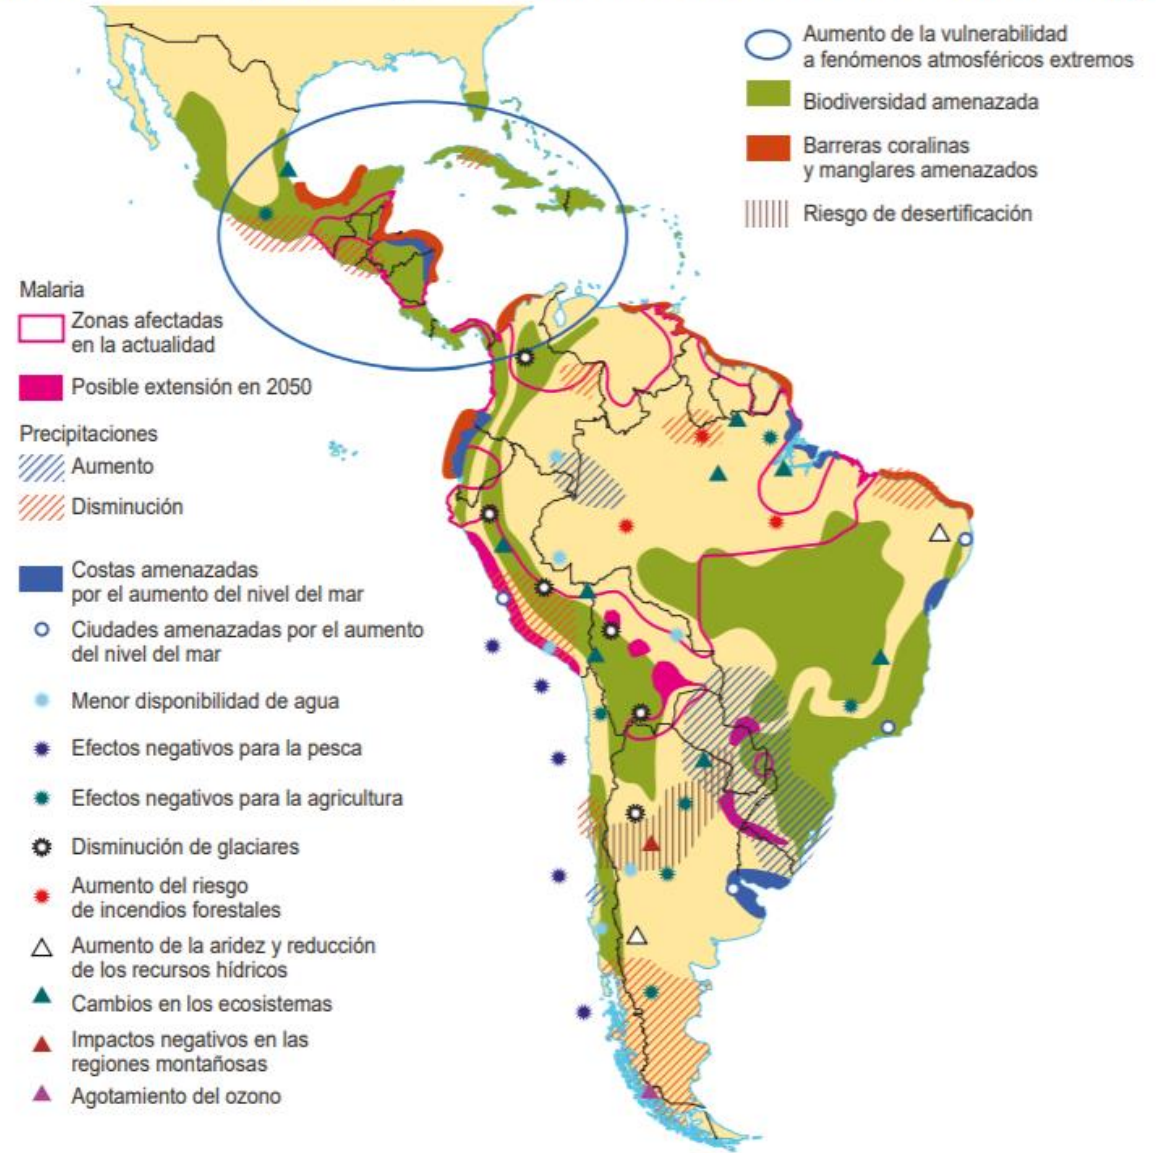 Aumento de la vulnerabilidad
a fenómenos atmosféricos extremos
Biodiversidad amenazada
Barreras coralinas
y manglares amenazados
Riesgo de desertificación
Malaria
Zonas afectadas
en la actualidad
Posible extensión en 2050
Precipitaciones
Aumento
Disminución
Costas amenazadas
por el aumento del nivel del mar
Ciudades amenazadas por el aumento
del nivel del mar
Menor disponibilidad de agua
Efectos negativos para la pesca
Efectos negativos para la agricultura
Disminución de glaciares
Aumento del riesgo
de incendios forestales
Aumento de la aridez y reducción
de los recursos hídricos
Cambios en los ecosistemas
Impactos negativos en las
regiones montañosas
Agotamiento del ozono